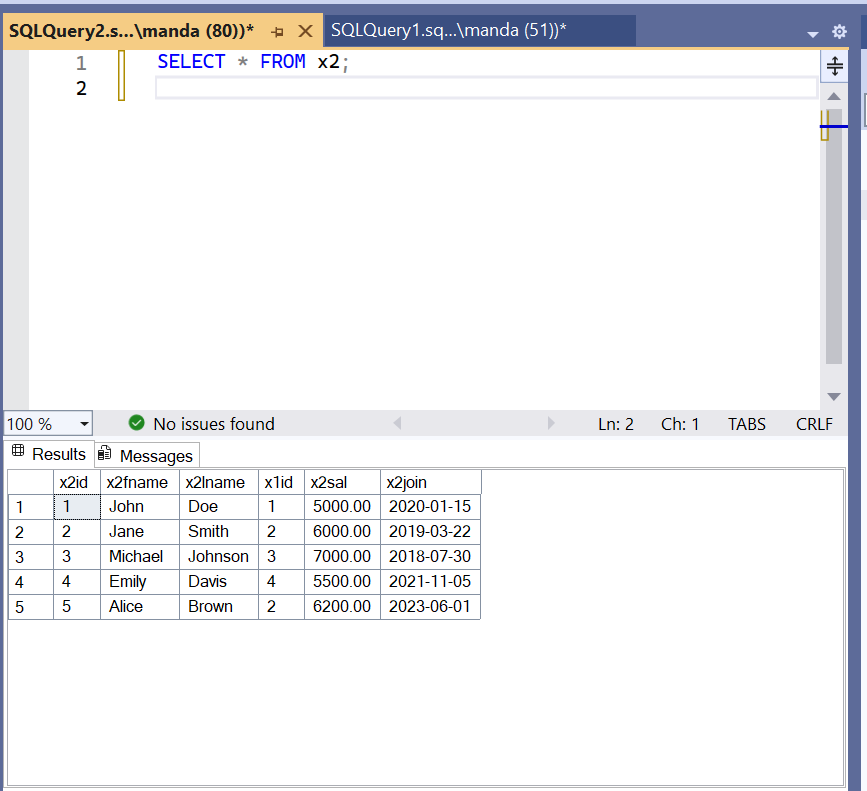 SQLQuery2.s...\manda (80))* SQLQuery1.sq...\manda (51))*
1 SELECT * FROM x2;
2
100 % No issues found Ln: 2 Ch: 1 TABS CRLF
Results Messages
x2id x2fname x2lname x1id x2sal x2join
1 1 John Doe 1 5000.00 2020-01-15
2 2 Jane Smith 2 6000.00 2019-03-22
3 3 Michael Johnson 3 7000.00 2018-07-30
4 4 Emily Davis 4 5500.00 2021-11-05
5 5 Alice Brown 2 6200.00 2023-06-01